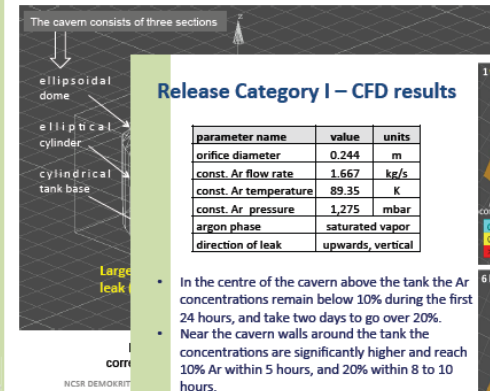 The cavern consists of three sections
z
ellipsoidal
dome
elliptical
cylinder
cylindrical
tank base
Large
leak
corre
NCSR DEMOKRIT
Release Category I – CFD results
parameter name value units
orifice diameter 0.244 m
const. Ar flow rate 1.667 kg/s
const. Ar temperature 89.35 K
const. Ar pressure 1,275 mbar
argon phase saturated vapor
direction of leak upwards, vertical
• In the centre of the cavern above the tank the Ar
concentrations remain below 10% during the first
24 hours, and take two days to go over 20%.
• Near the cavern walls around the tank the
concentrations are significantly higher and reach
10% Ar within 5 hours, and 20% within 8 to 10
hours.
1
co
6